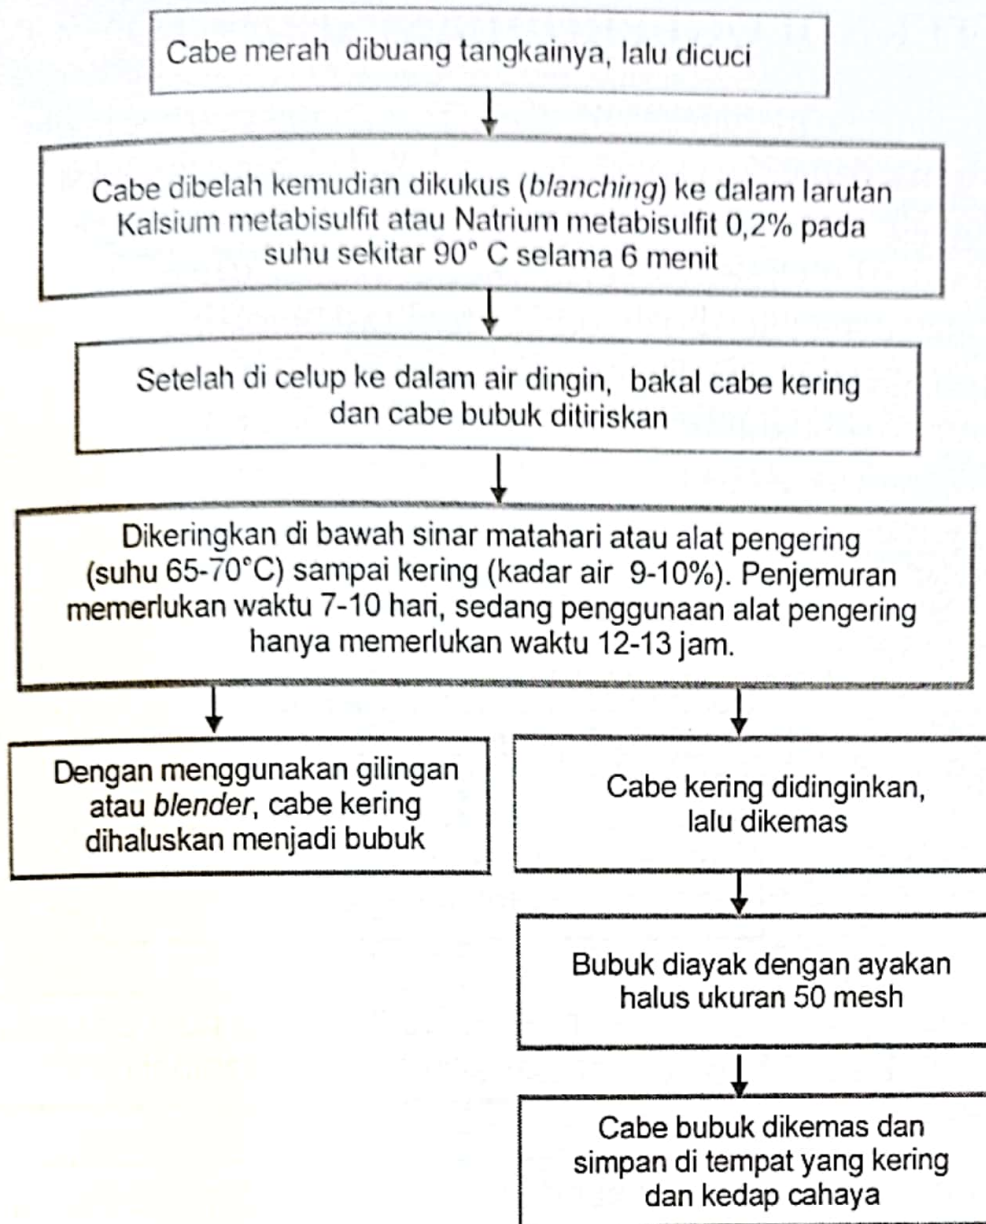 Cabe merah dibuang tangkainya, lalu dicuci
Cabe dibelah kemudian dikukus (blanching) ke dalam larutan
Kalsium metabisulfit atau Natrium metabisulfit 0,2% pada
suhu sekitar 90° C selama 6 menit
Setelah di celup ke dalam air dingin, bakal cabe kering
dan cabe bubuk ditiriskan
Dikeringkan di bawah sinar matahari atau alat pengering
(suhu 65-70°C) sampai kering (kadar air 9-10%). Penjemuran
memerlukan waktu 7-10 hari, sedang penggunaan alat pengering
hanya memerlukan waktu 12-13 jam.
Dengan menggunakan gilingan
atau blender, cabe kering
dihaluskan menjadi bubuk
Cabe kering didinginkan,
lalu dikemas
Bubuk diayak dengan ayakan
halus ukuran 50 mesh
Cabe bubuk dikemas dan
simpan di tempat yang kering
dan kedap cahaya